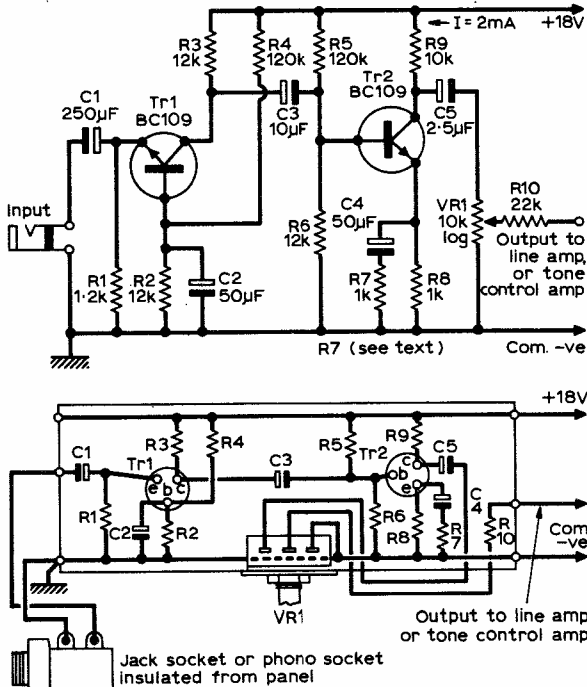 I = 2mA
+18V
R3
12k
R4
120k
R5
120k
R9
10k
C1
250µF
Tr1
BC109
C3
10µF
Tr2
BC109
C5
2·5µF
Input
R1
1·2k
R2
12k
C2
50µF
R6
12k
C4
50µF
R7
1k
R8
1k
VR1
10k
log
R10
22k
Output to
line amp,
or tone
control amp
R7 (see text)
Com. -ve
+18V
C1
R3
Tr1
R4
C3
R5
Tr2
R9
C5
e
b
c
c
b
e
R1
C2
R2
R6
R8
R
7
C
4
R
10
Com
-ve
VR1
Output to line amp
or tone control amp
Jack socket or phono socket
insulated from panel